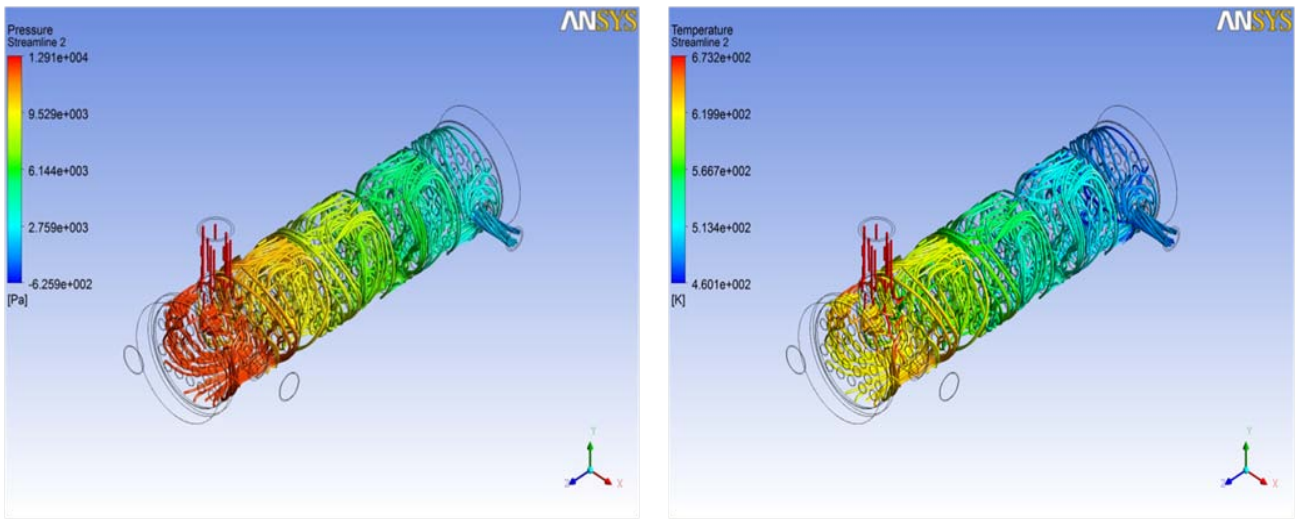 ANSYS
Pressure
Streamline 2
1.291e+004
9.529e+003
6.144e+003
2.759e+003
-6.259e+002
[Pa]
Y
Z
X
ANSYS
Temperature
Streamline 2
6.732e+002
6.199e+002
5.667e+002
5.134e+002
4.601e+002
[K]
Y
Z
X